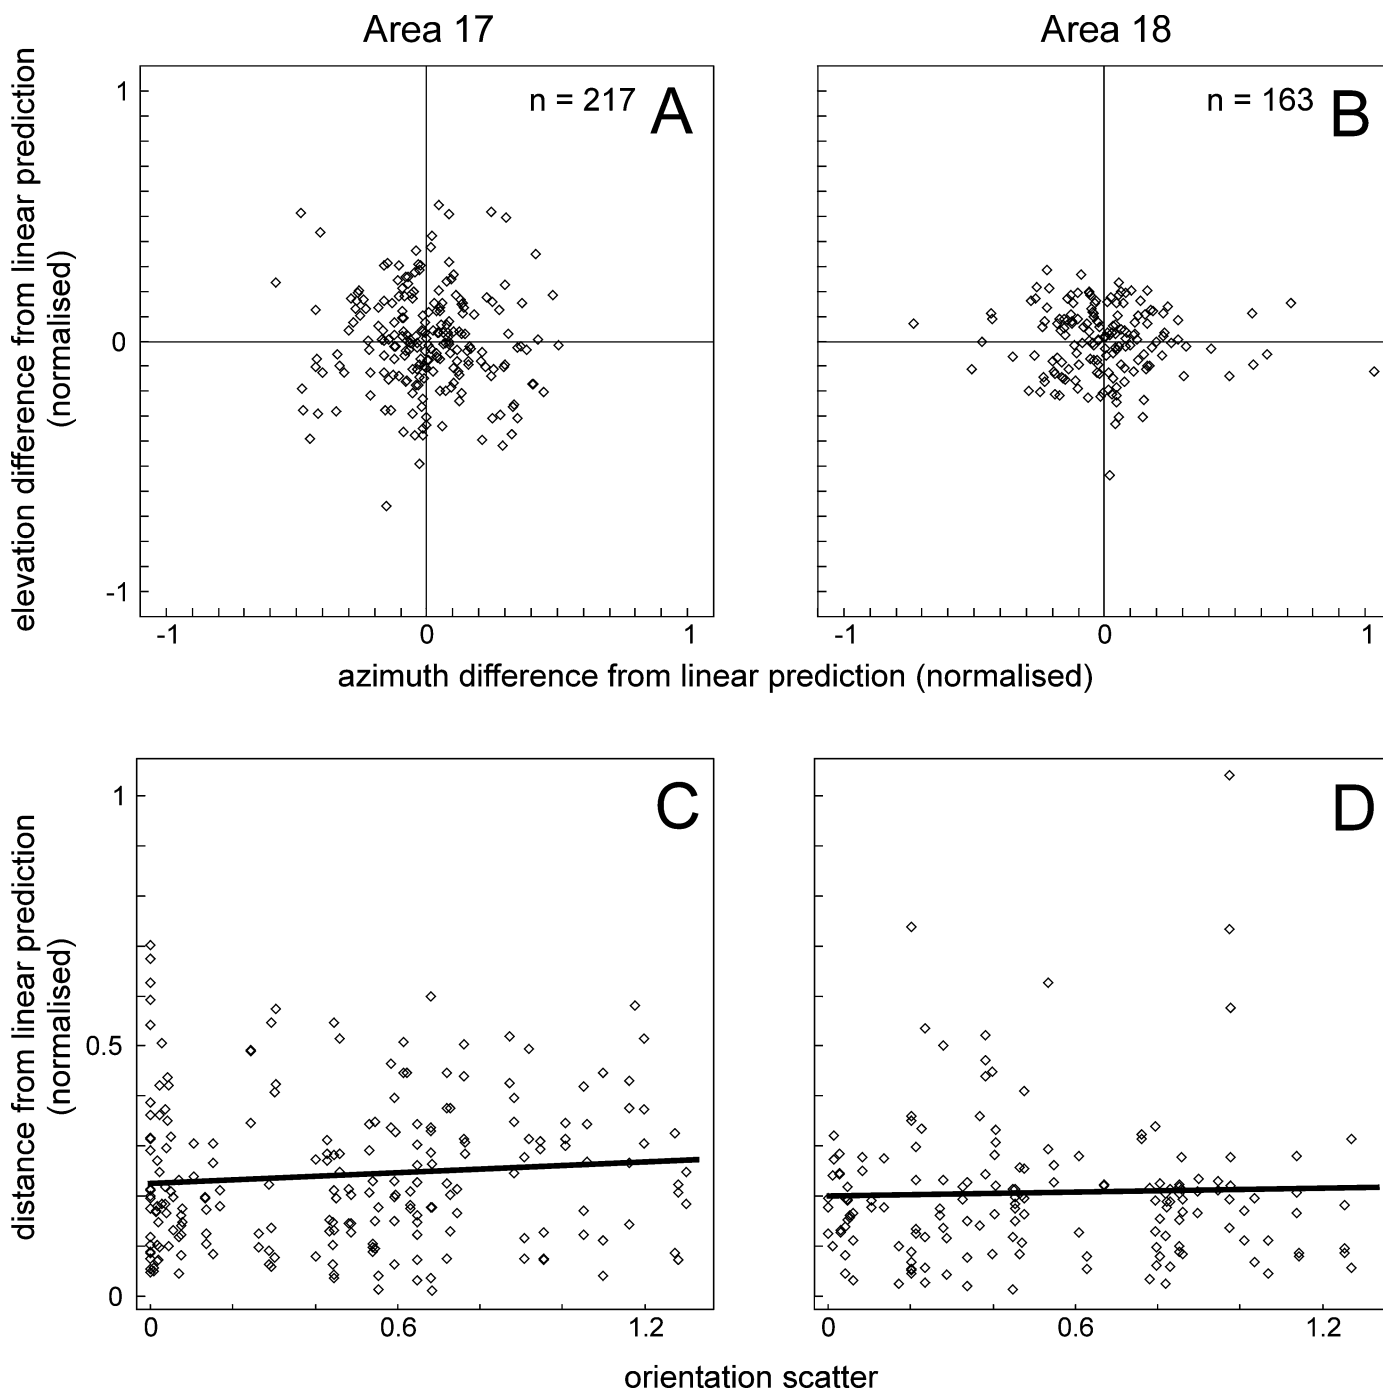 Area 17
Area 18
elevation difference from linear prediction
(normalised)
1
0
-1
n = 217
A
-1
0
1
n = 163
B
-1
0
1
azimuth difference from linear prediction (normalised)
distance from linear prediction
(normalised)
1
0.5
0
C
0
0.6
1.2
D
0
0.6
1.2
orientation scatter